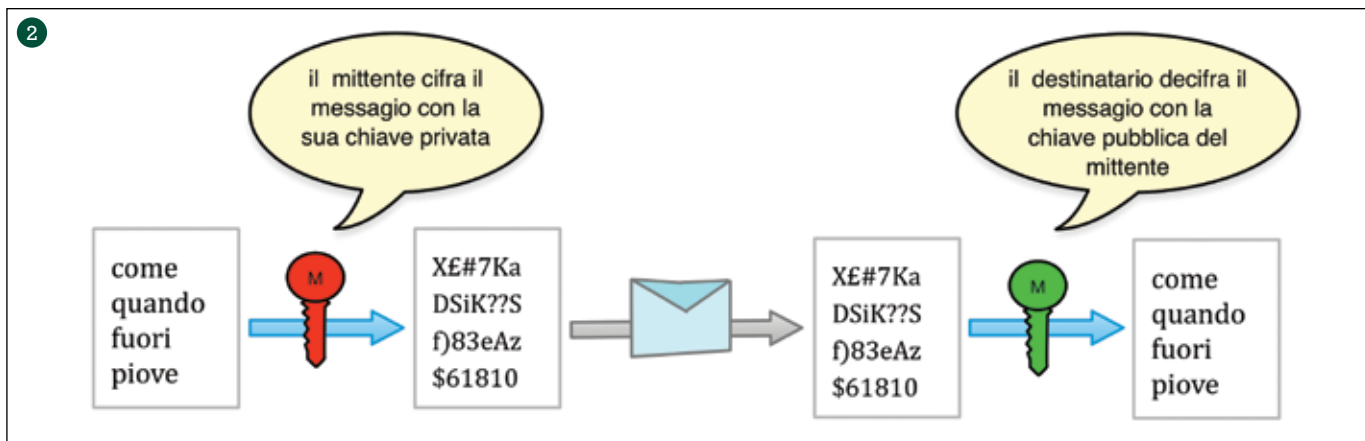 2
il mittente cifra il
messagio con la
sua chiave privata
il destinatario decifra il
messagio con la
chiave pubblica del
mittente
come
quando
fuori
piove
M
X£#7Ka
DSiK??S
f)83eAz
$61810
X£#7Ka
DSiK??S
f)83eAz
$61810
M
come
quando
fuori
piove